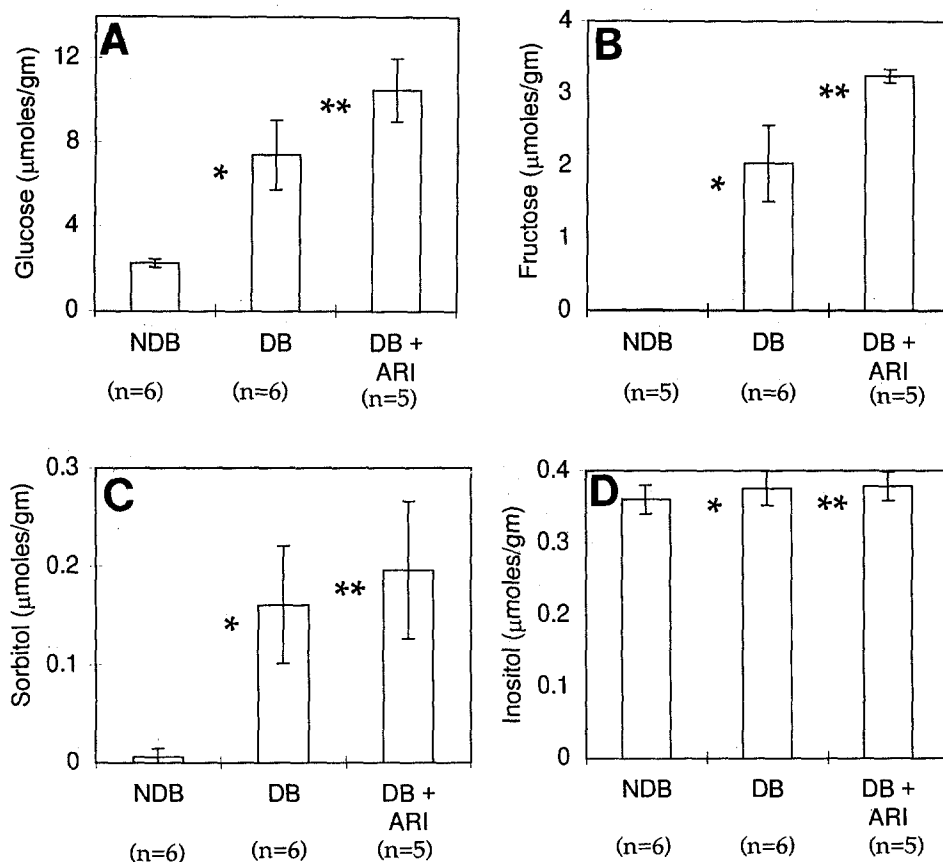 A
Glucose (μmoles/gm)
12
8
4
0
*
**
NDB
DB
DB +
ARI
(n=6)
(n=6)
(n=5)
B
Fructose (μmoles/gm)
4
3
2
1
0
*
**
NDB
DB
DB +
ARI
(n=5)
(n=6)
(n=5)
C
Sorbitol (μmoles/gm)
0.3
0.2
0.1
0
*
**
NDB
DB
DB +
ARI
(n=6)
(n=6)
(n=5)
D
Inositol (μmoles/gm)
0.4
0.3
0.2
0.1
0
*
**
NDB
DB
DB +
ARI
(n=6)
(n=6)
(n=5)